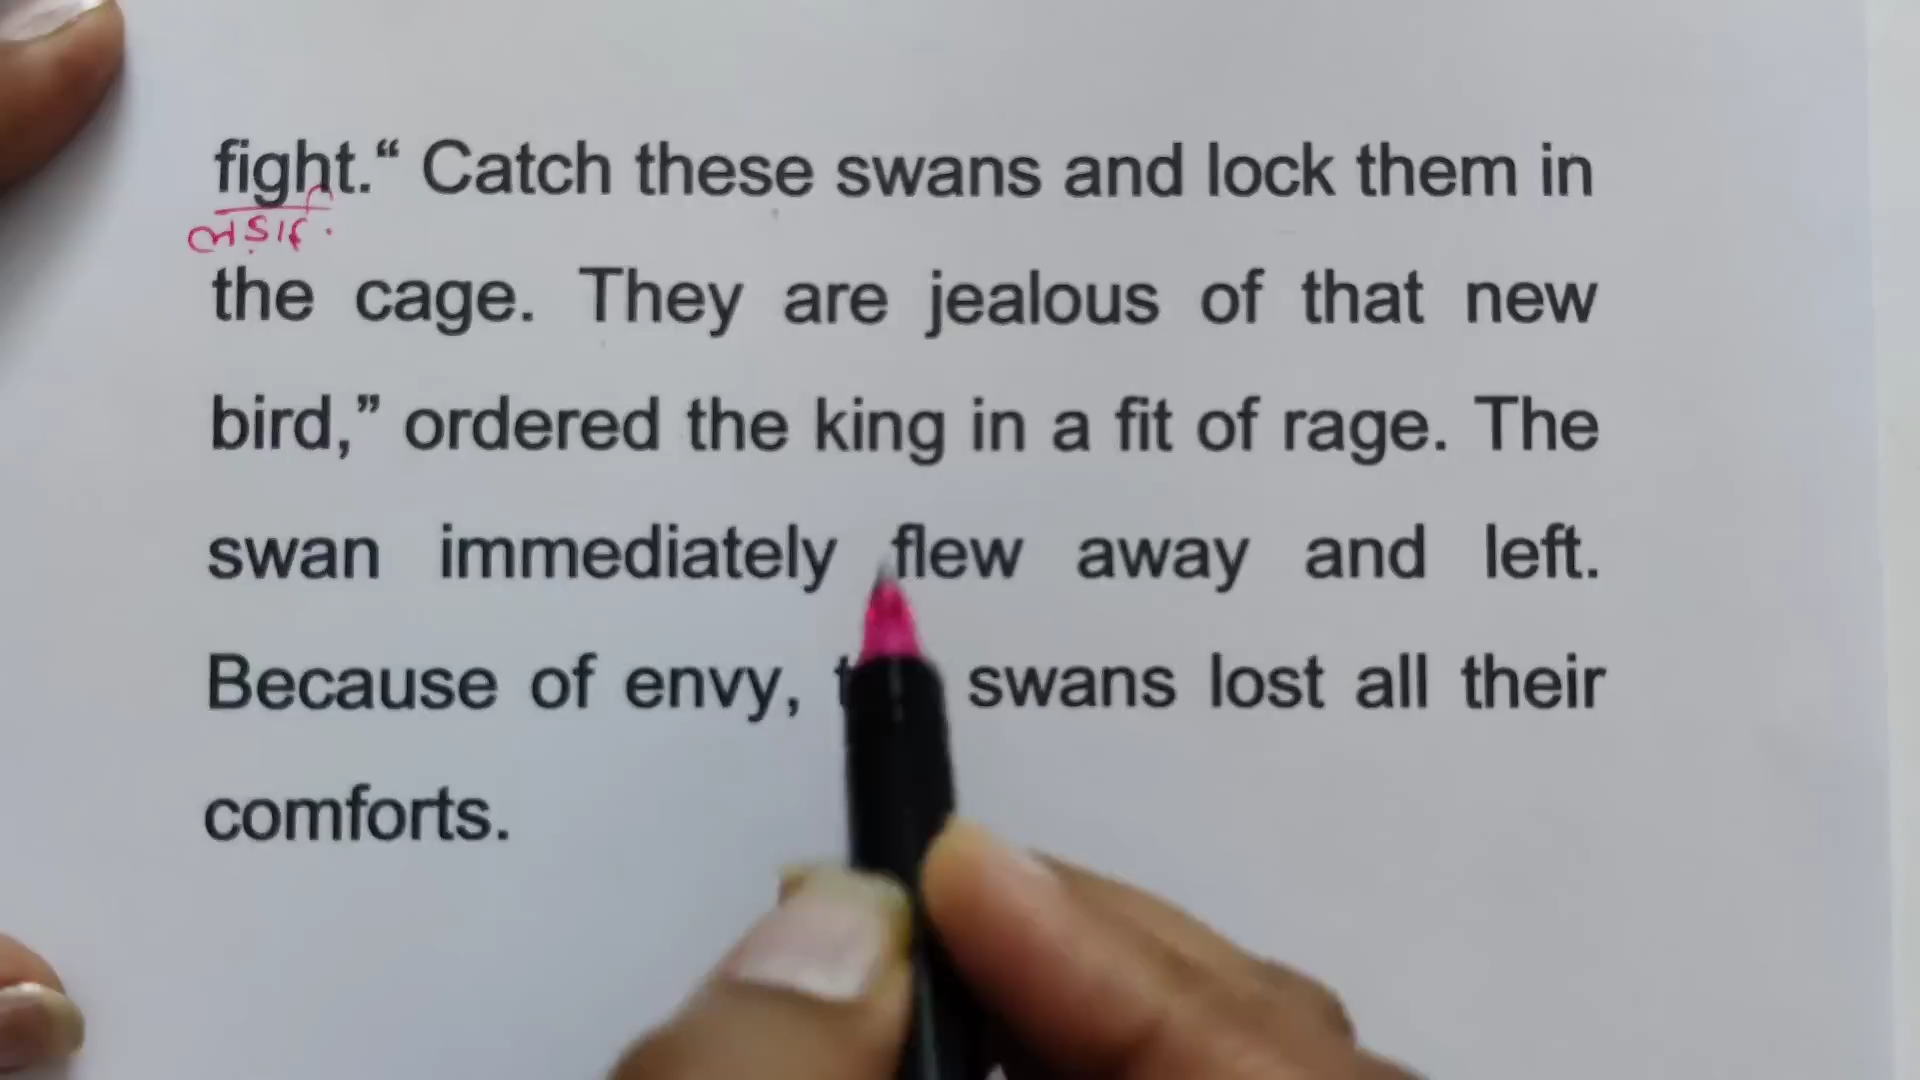 fight.“ Catch these swans and lock them in
लड़ाई.
the cage. They are jealous of that new
bird,” ordered the king in a fit of rage. The
swan immediately flew away and left.
Because of envy, swans lost all their
comforts.